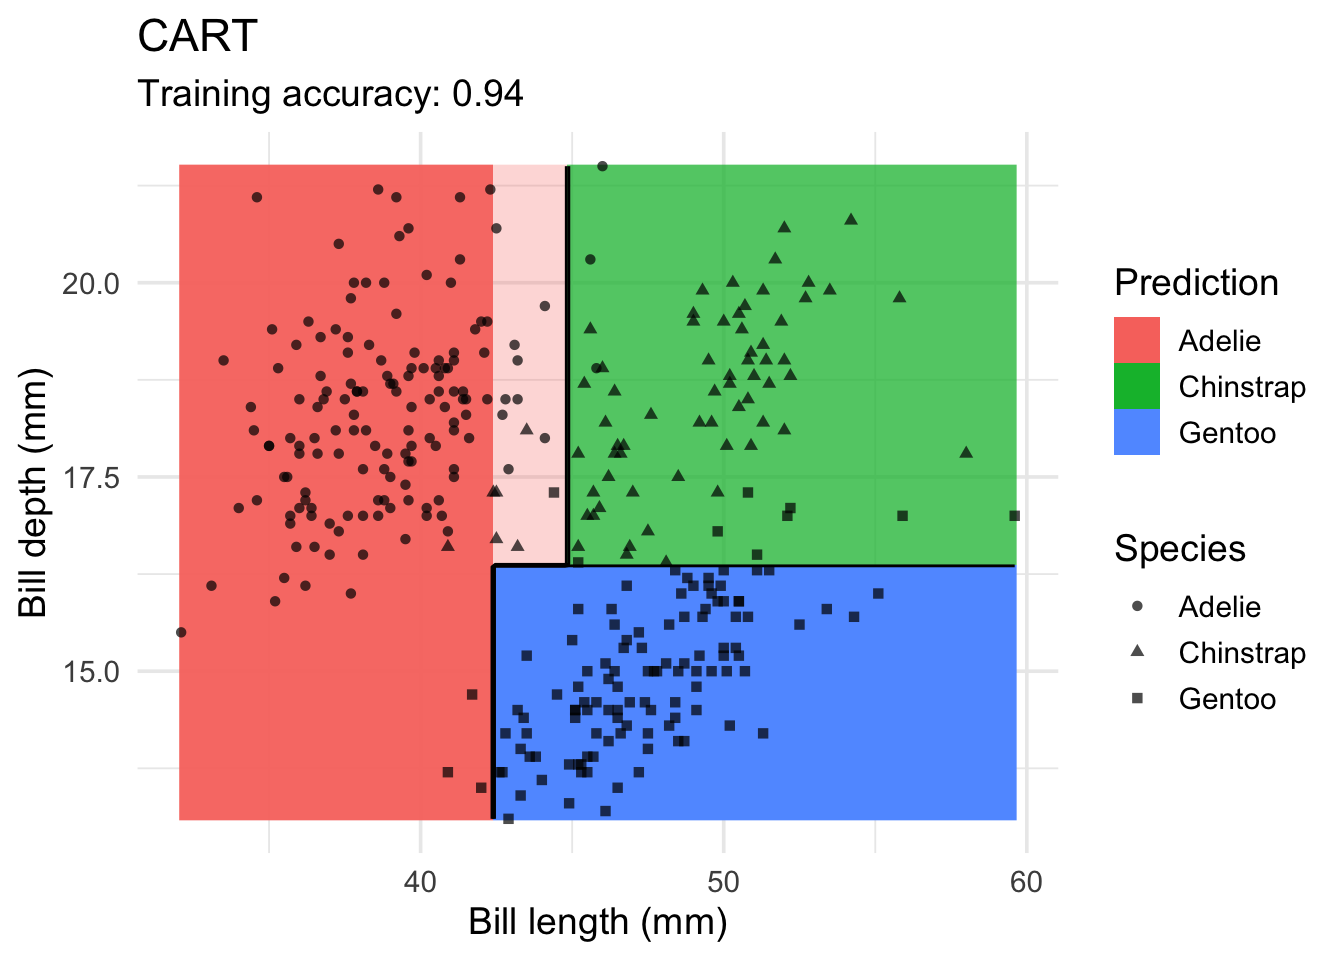 CART
Training accuracy: 0.94
20.0
17.5
15.0
Bill depth (mm)
40
50
60
Bill length (mm)
Prediction
Adelie
Chinstrap
Gentoo
Species
Adelie
Chinstrap
Gentoo